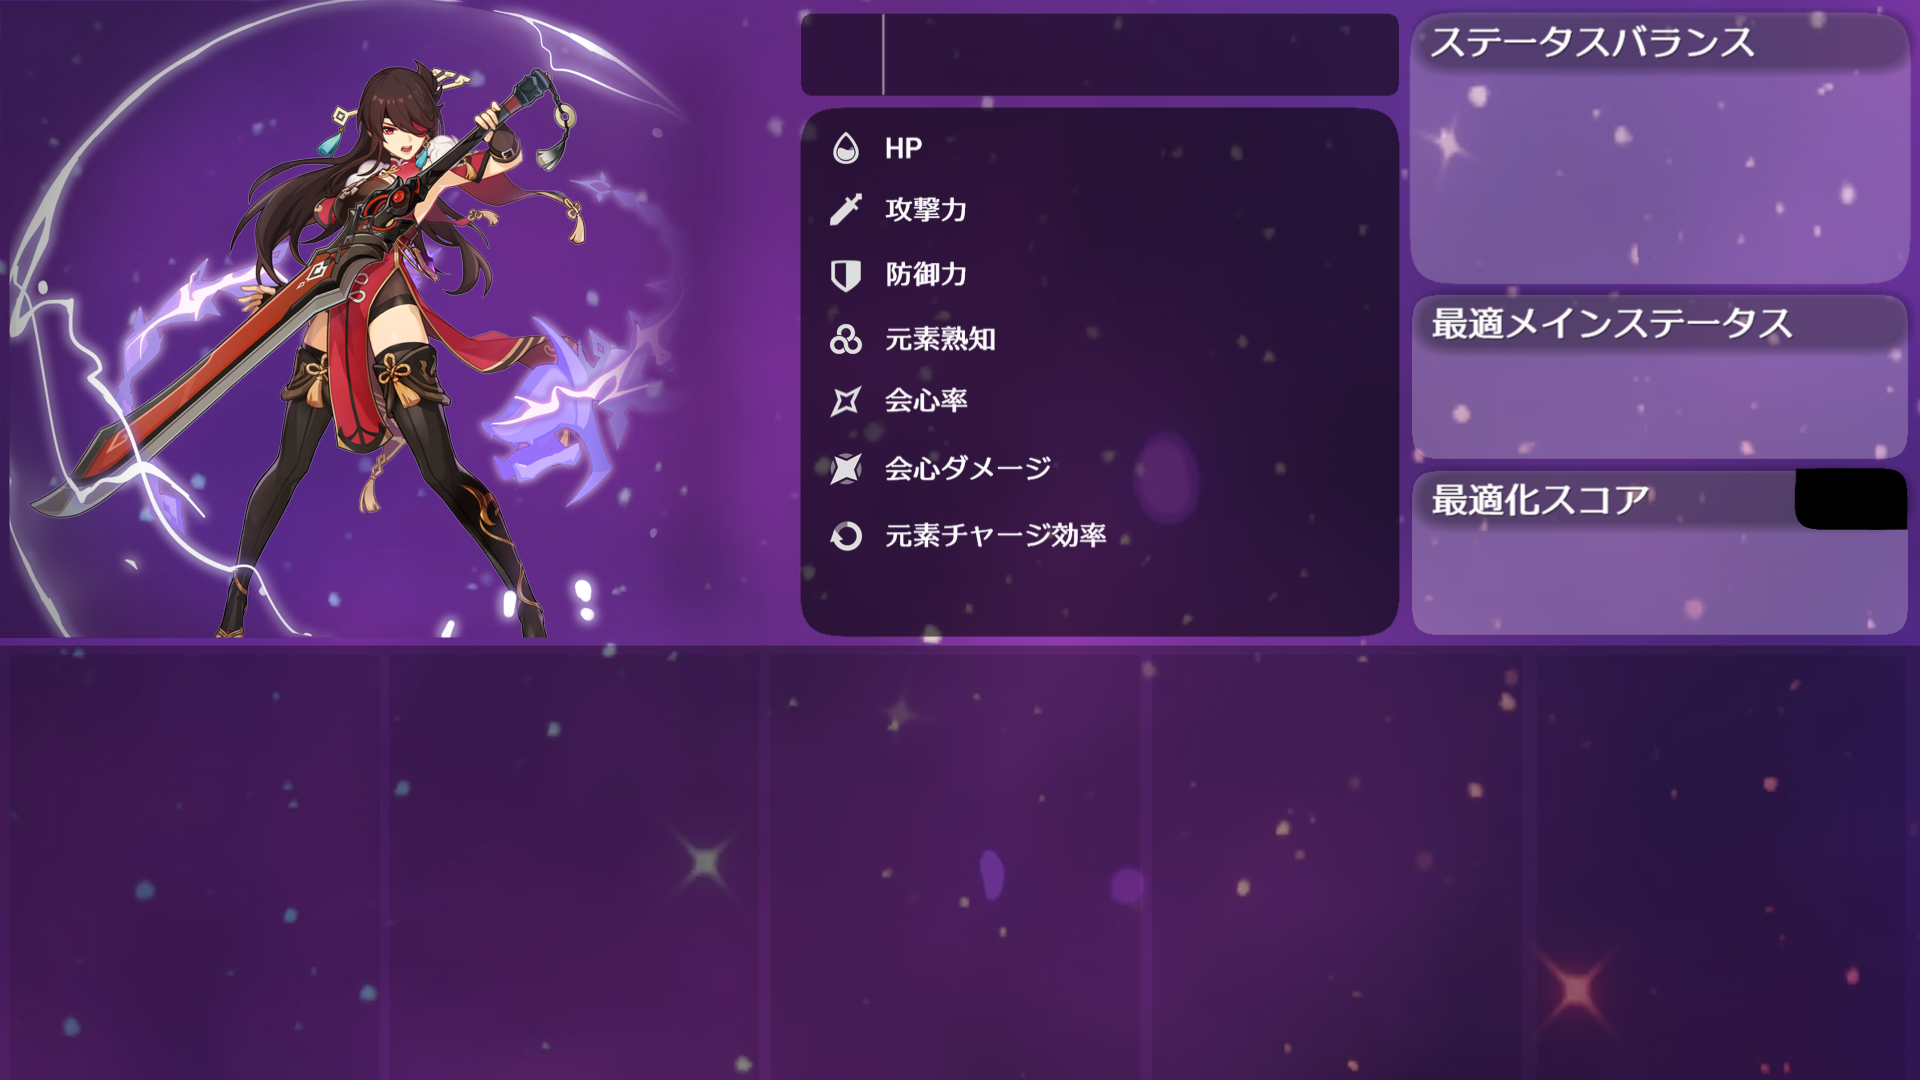 HP
攻撃力
防御力
元素熟知
会心率
会心ダメージ
元素チャージ効率
ステータスバランス
最適メインステータス
最適化スコア